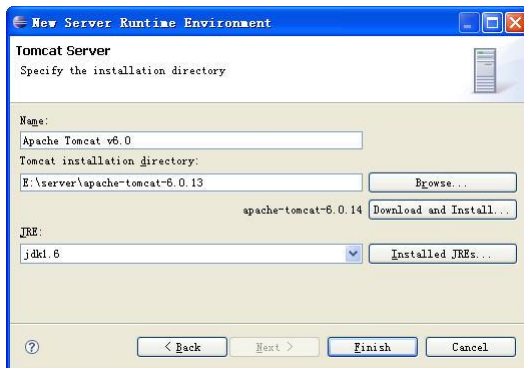 New Server Runtime Environment
Tomcat Server
Specify the installation directory
Name:
Apache Tomcat v6.0
Tomcat installation directory:
E:\server\apache-tomcat-6.0.13 Browse...
apache-tomcat-6.0.14 Download and Install...
JRE:
jdk1.6 Installed JREs...
? < Back Next > Finish Cancel